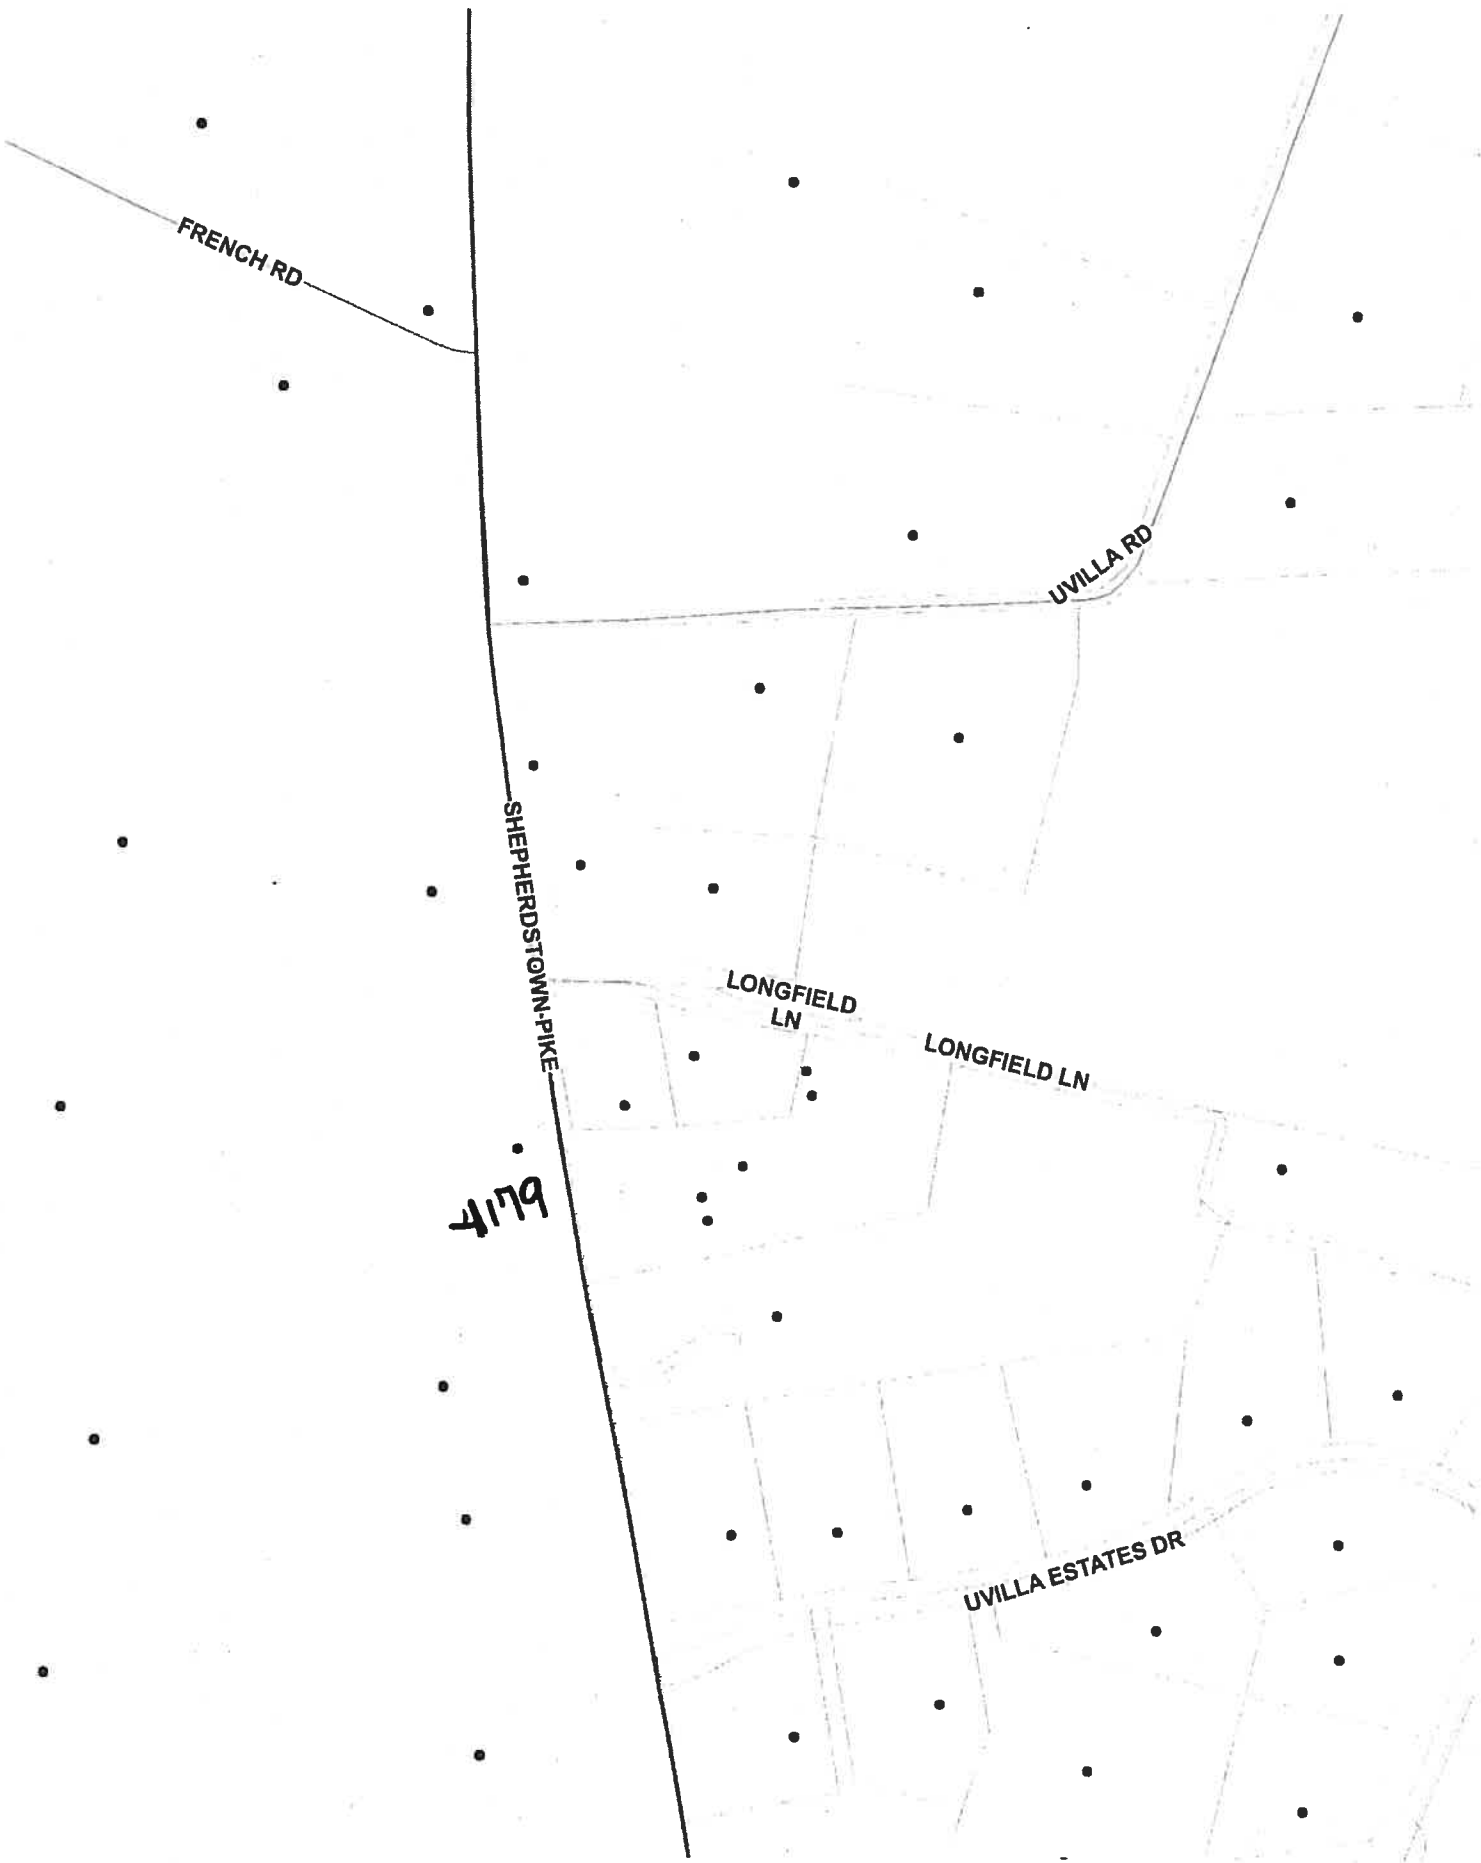 FRENCH RD
UVILLA RD
SHEPHERDSTOWN-PIKE
LONGFIELD
LN
LONGFIELD LN
4179
UVILLA ESTATES DR